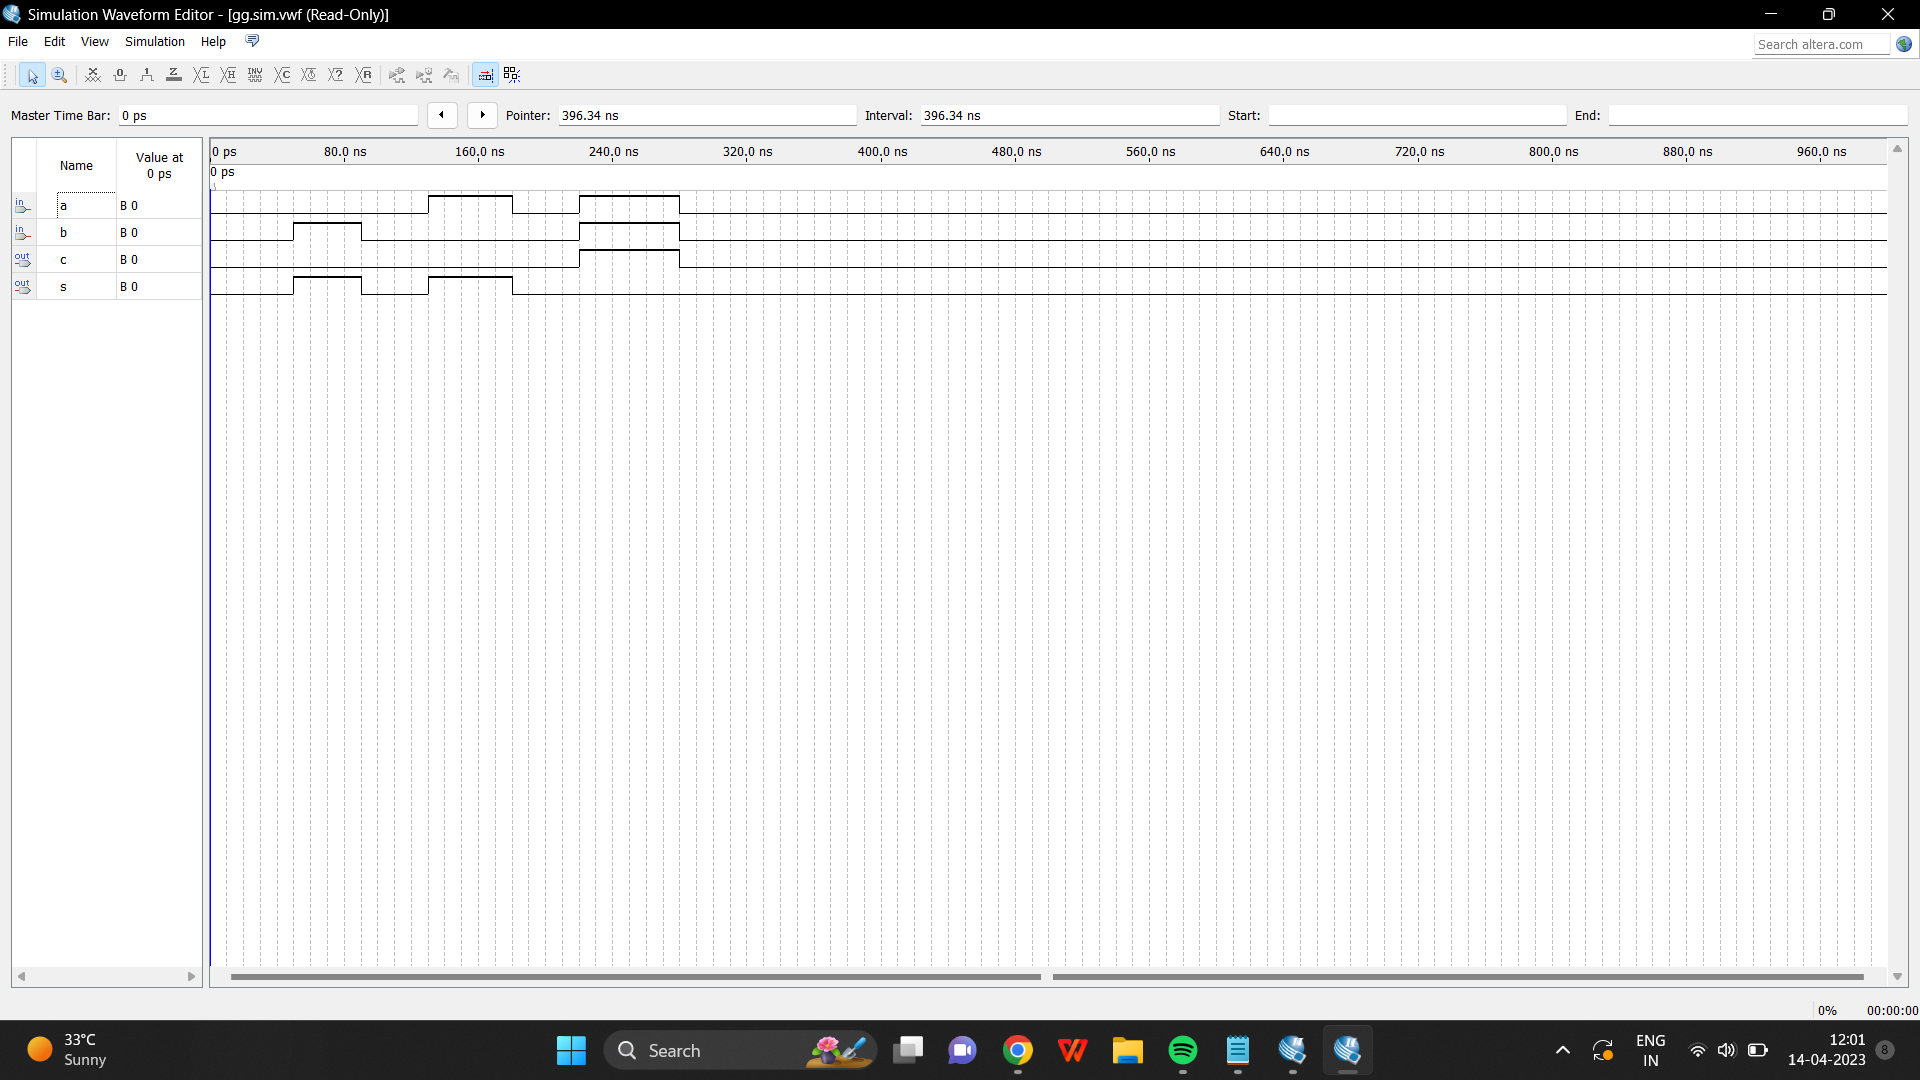 Simulation Waveform Editor - [gg.sim.vwf (Read-Only)]
File Edit View Simulation Help
Search altera.com
Master Time Bar: 0 ps Pointer: 396.34 ns Interval: 396.34 ns Start: End:
Name Value at 0 ps
0 ps 80.0 ns 160.0 ns 240.0 ns 320.0 ns 400.0 ns 480.0 ns 560.0 ns 640.0 ns 720.0 ns 800.0 ns 880.0 ns 960.0 ns
0 ps
in a B 0
in b B 0
out c B 0
out s B 0
0% 00:00:00
33°C
Sunny
Search
ENG
IN
12:01
14-04-2023
8